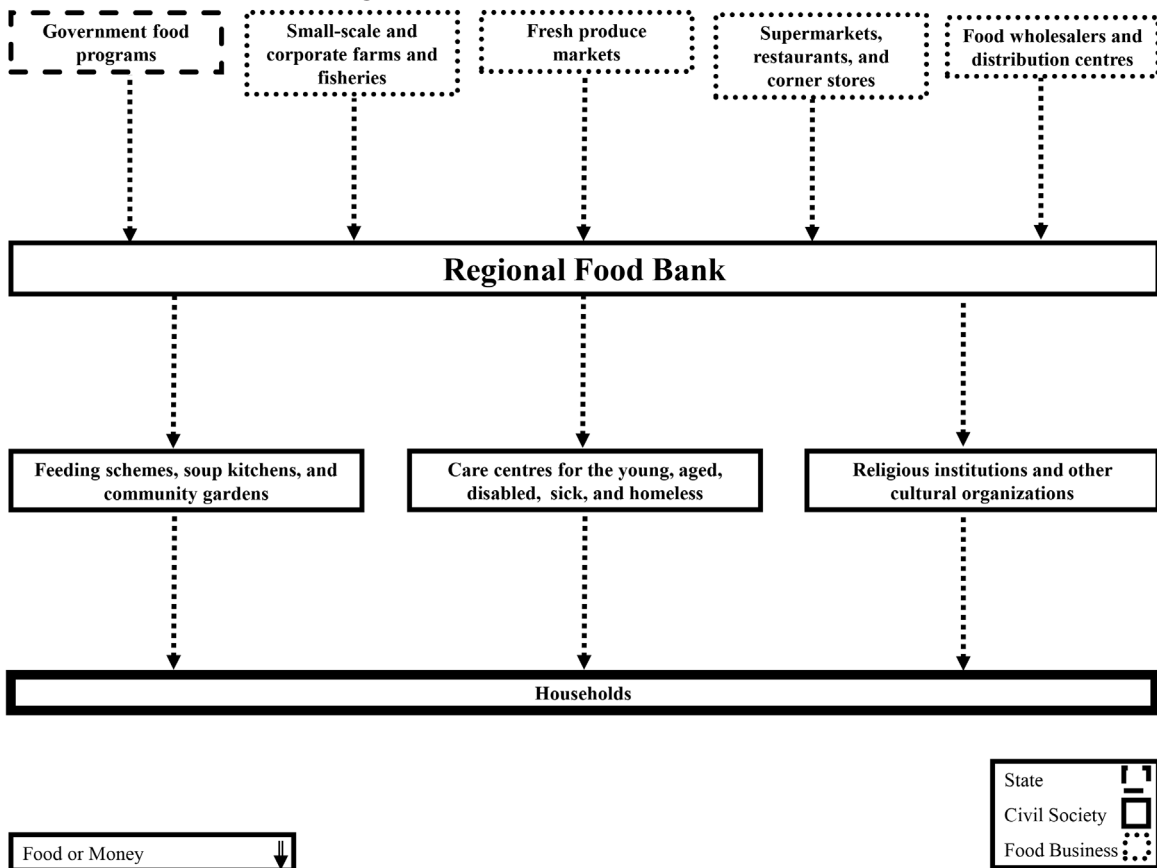 Government food
programs
Small-scale and
corporate farms and
fisheries
Fresh produce
markets
Supermarkets,
restaurants, and
corner stores
Food wholesalers and
distribution centres
Regional Food Bank
Feeding schemes, soup kitchens, and
community gardens
Care centres for the young, aged,
disabled, sick, and homeless
Religious institutions and other
cultural organizations
Households
State
Civil Society
Food Business
Food or Money